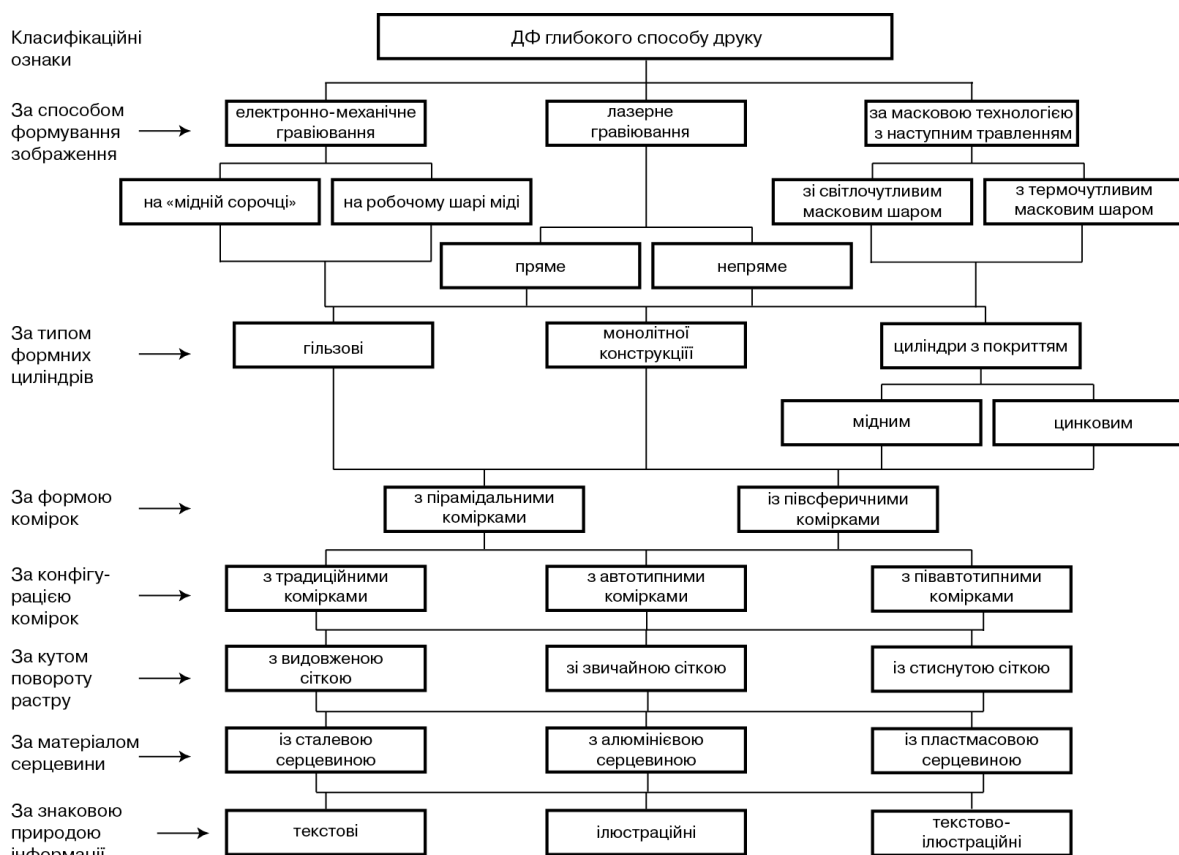 Класифікаційні
ознаки
ДФ глибокого способу друку
За способом
формування
зображення
електронно-механічне
гравіювання
лазерне
гравіювання
за масковою технологією
з наступним травленням
на «мідній сорочці»
на робочому шарі міді
зі світлочутливим
масковим шаром
з термочутливим
масковим шаром
пряме
непряме
За типом
формних
циліндрів
гільзові
монолітної
конструкціїї
циліндри з покриттям
мідним
цинковим
За формою
комірок
з пірамідальними
комірками
із півсферичними
комірками
За конфігу-
рацією
комірок
з традиційними
комірками
з автотипними
комірками
з півавтотипними
комірками
За кутом
повороту
растру
з видовженою
сіткою
зі звичайною сіткою
із стиснутою сіткою
За матеріалом
серцевини
із сталевою
серцевиною
з алюмінієвою
серцевиною
із пластмасовою
серцевиною
За знаковою
природою
інформації
текстові
ілюстраційні
текстово-
ілюстраційні